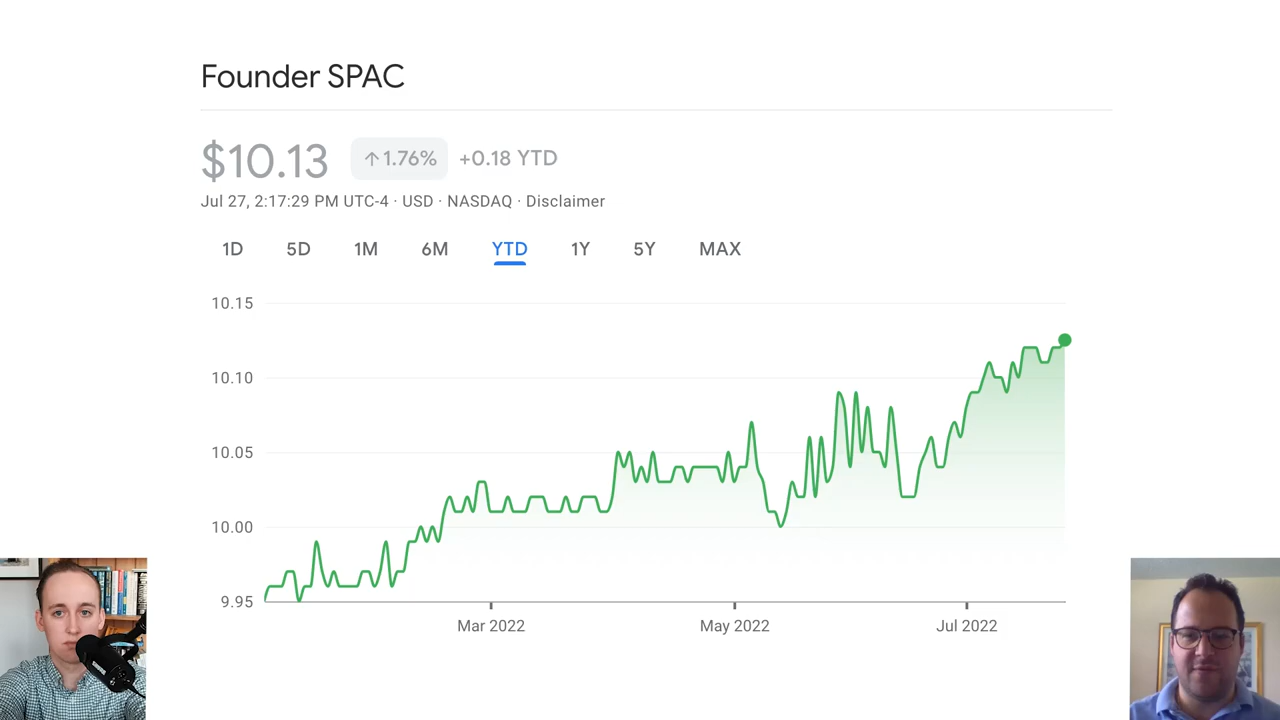 Founder SPAC
$10.13 ↑1.76% +0.18 YTD
Jul 27, 2:17:29 PM UTC-4 · USD · NASDAQ · Disclaimer
1D 5D 1M 6M YTD 1Y 5Y MAX
10.15
10.10
10.05
10.00
9.95
Mar 2022 May 2022 Jul 2022